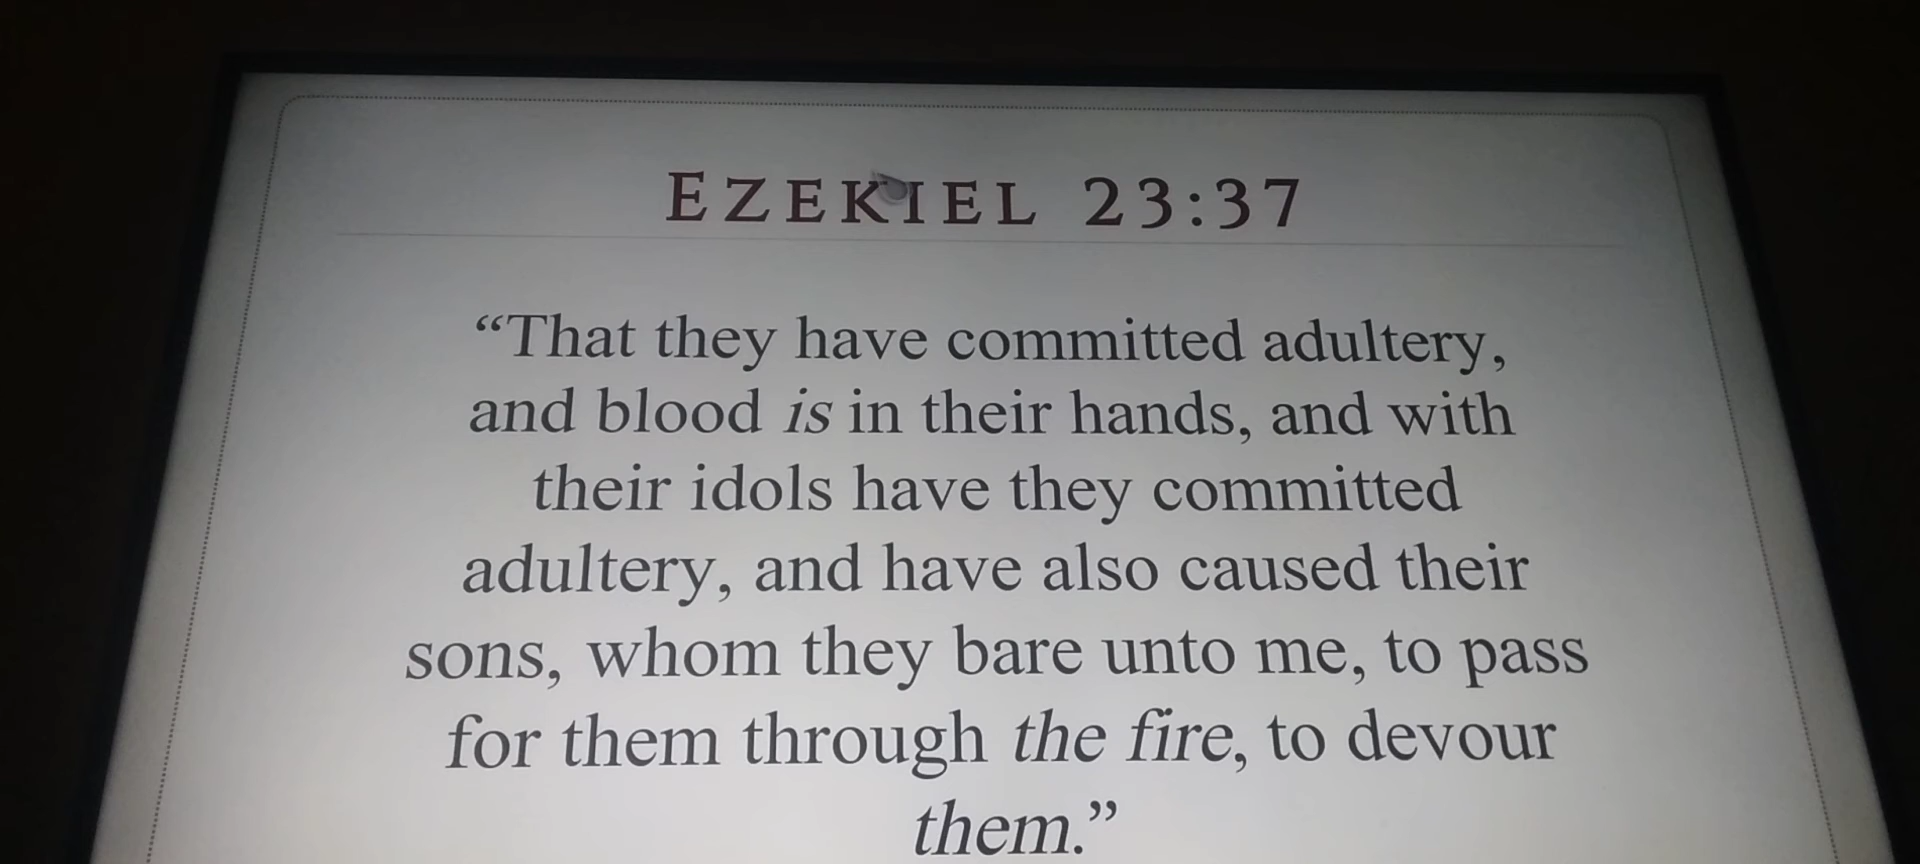 EZEKIEL 23:37
“That they have committed adultery,
and blood is in their hands, and with
their idols have they committed
adultery, and have also caused their
sons, whom they bare unto me, to pass
for them through the fire, to devour
them.”